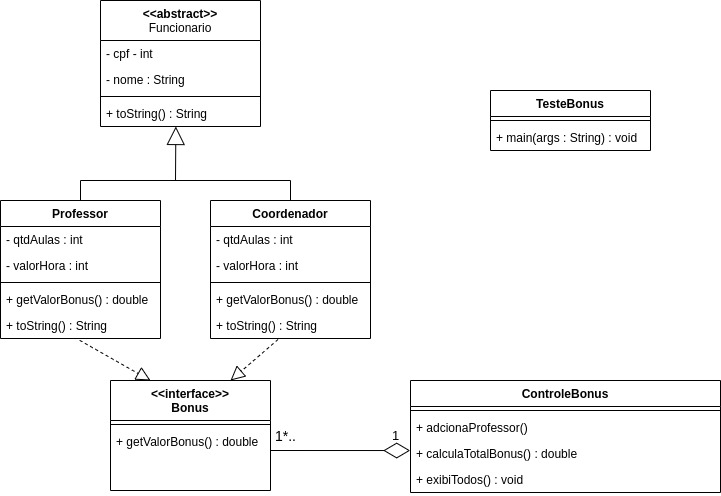 <<abstract>>
Funcionario
- cpf - int
- nome : String
+ toString() : String
TesteBonus
+ main(args : String) : void
Professor
- qtdAulas : int
- valorHora : int
+ getValorBonus() : double
+ toString() : String
Coordenador
- qtdAulas : int
- valorHora : int
+ getValorBonus() : double
+ toString() : String
<<interface>>
Bonus
+ getValorBonus() : double
1*..
1
ControleBonus
+ adcionaProfessor()
+ calculaTotalBonus() : double
+ exibiTodos() : void